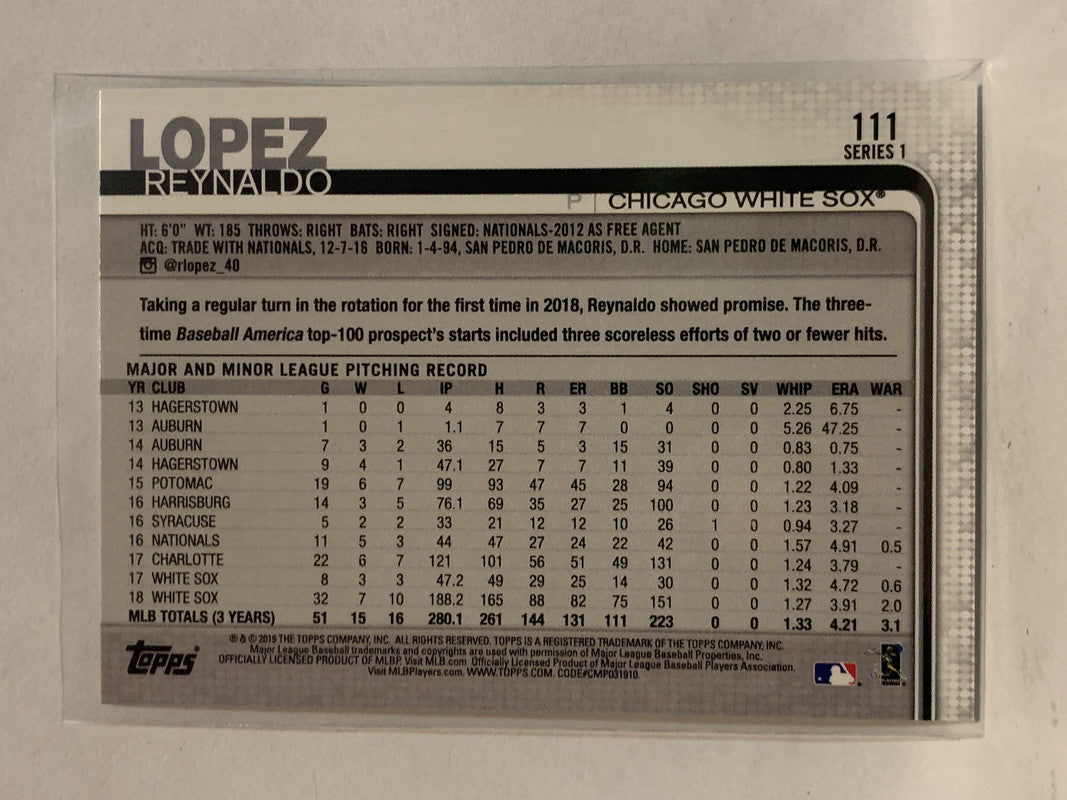 LOPEZ
REYNALDO
111
SERIES 1
P | CHICAGO WHITE SOX®
HT: 6'0" WT: 185 THROWS: RIGHT BATS: RIGHT SIGNED: NATIONALS-2012 AS FREE AGENT
ACQ: TRADE WITH NATIONALS, 12-7-16 BORN: 1-4-94, SAN PEDRO DE MACORIS, D.R. HOME: SAN PEDRO DE MACORIS, D.R.
@rlopez_40
Taking a regular turn in the rotation for the first time in 2018, Reynaldo showed promise. The three-
time Baseball America top-100 prospect's starts included three scoreless efforts of two or fewer hits.
MAJOR AND MINOR LEAGUE PITCHING RECORD
YR CLUB G W L IP H R ER BB SO SHO SV WHIP ERA WAR
13 HAGERSTOWN 1 0 0 4 8 3 3 1 4 0 0 2.25 6.75 -
13 AUBURN 1 0 1 1.1 7 7 7 0 0 0 0 5.26 47.25 -
14 AUBURN 7 3 2 36 15 5 3 15 31 0 0 0.83 0.75 -
14 HAGERSTOWN 9 4 1 47.1 27 7 7 11 39 0 0 0.80 1.33 -
15 POTOMAC 19 6 7 99 93 47 45 28 94 0 0 1.22 4.09 -
16 HARRISBURG 14 3 5 76.1 69 35 27 25 100 0 0 1.23 3.18 -
16 SYRACUSE 5 2 2 33 21 12 12 10 26 1 0 0.94 3.27 -
16 NATIONALS 11 5 3 44 47 27 24 22 42 0 0 1.57 4.91 0.5
17 CHARLOTTE 22 6 7 121 101 56 51 49 131 0 0 1.24 3.79 -
17 WHITE SOX 8 3 3 47.2 49 29 25 14 30 0 0 1.32 4.72 0.6
18 WHITE SOX 32 7 10 188.2 165 88 82 75 151 0 0 1.27 3.91 2.0
MLB TOTALS (3 YEARS) 51 15 16 280.1 261 144 131 111 223 0 0 1.33 4.21 3.1
Topps
® & © 2019 THE TOPPS COMPANY, INC. ALL RIGHTS RESERVED. TOPPS IS A REGISTERED TRADEMARK OF THE TOPPS COMPANY, INC.
Major League Baseball trademarks and copyrights are used with permission of Major League Baseball Properties, Inc.
OFFICIALLY LICENSED PRODUCT OF MLBP. Visit MLB.com Officially Licensed Product of Major League Baseball Players Association.
Visit MLBPlayers.com. WWW.TOPPS.COM. CODE#CMP031919.